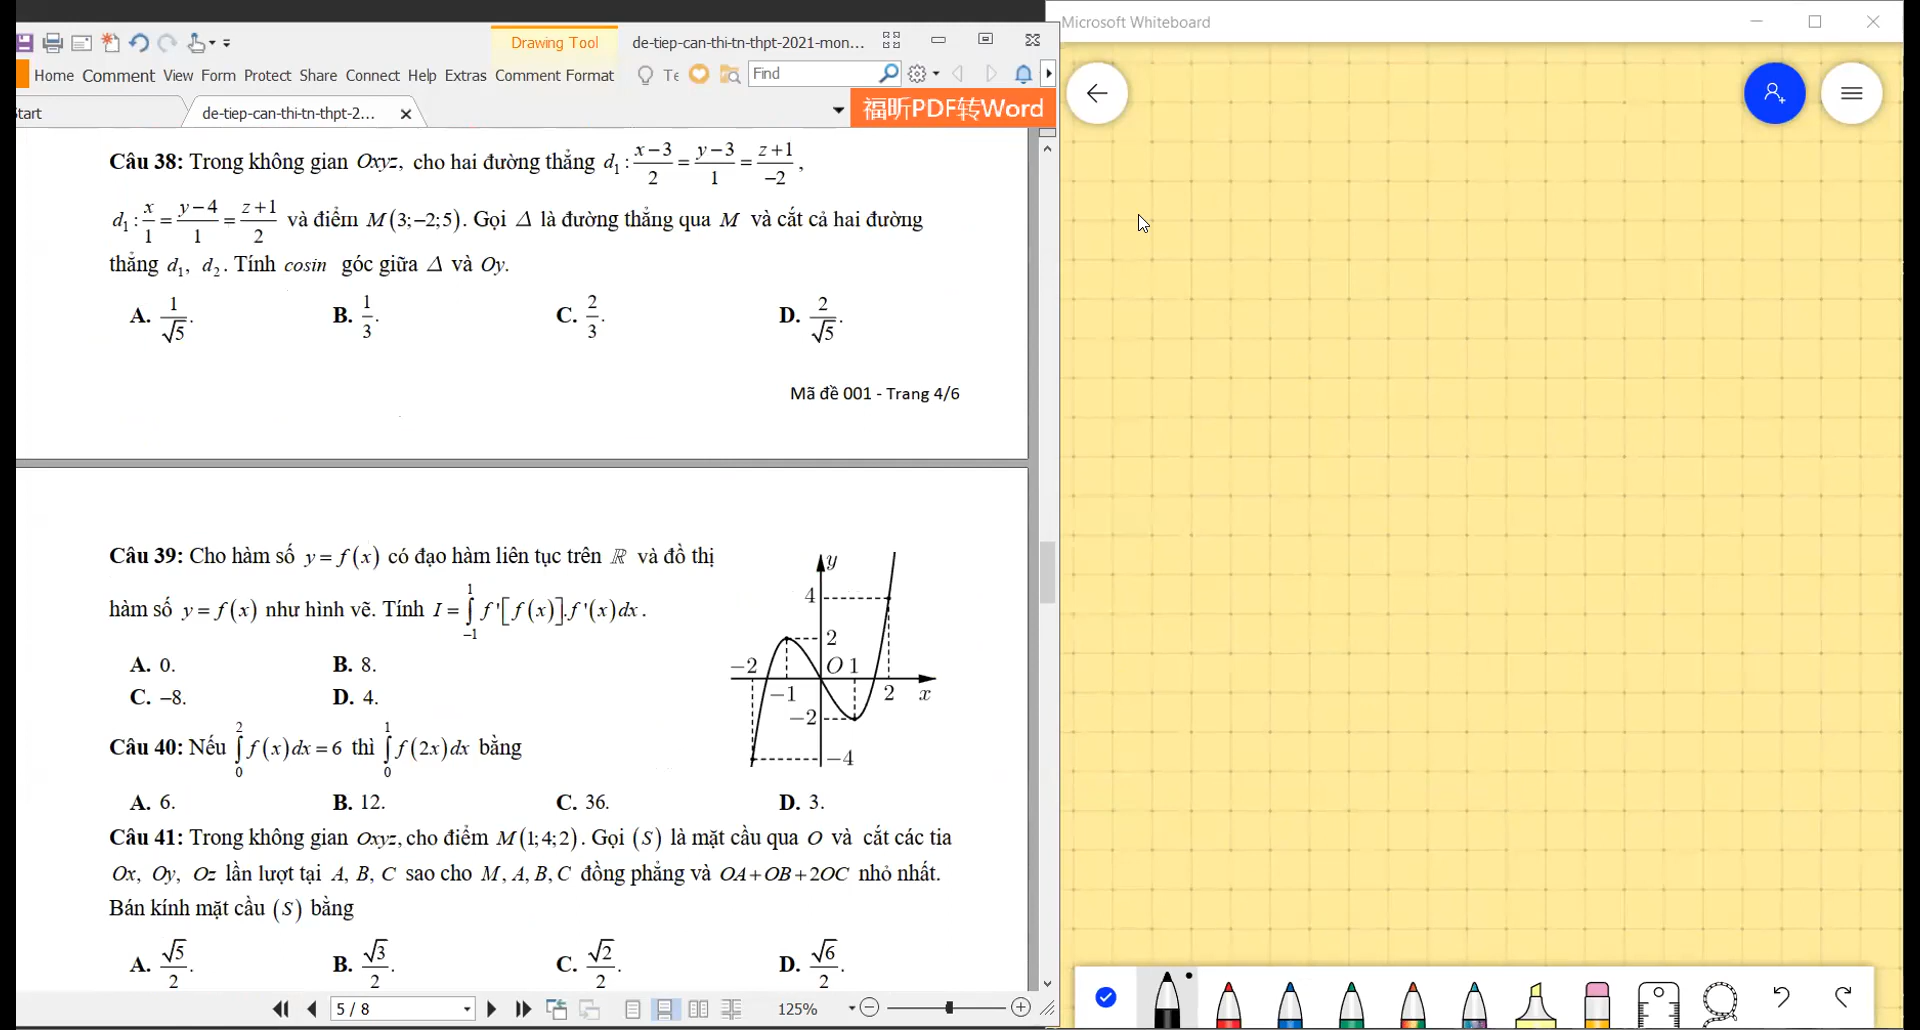 Microsoft Whiteboard
Drawing Tool
de-tiep-can-thi-tn-thpt-2021-mon...
Home Comment View Form Protect Share Connect Help Extras Comment Format
Te
Find
tart
de-tiep-can-thi-tn-thpt-2...
福昕PDF转Word
Câu 38: Trong không gian Oxyz, cho hai đường thẳng d₁ : (x−3)/2 = (y−3)/1 = (z+1)/−2 ,
d₁ : x/1 = (y−4)/1 = (z+1)/2 và điểm M(3;−2;5). Gọi Δ là đường thẳng qua M và cắt cả hai đường
thẳng d₁, d₂. Tính cosin góc giữa Δ và Oy.
A. 1/√5. B. 1/3. C. 2/3. D. 2/√5.
Mã đề 001 - Trang 4/6
Câu 39: Cho hàm số y = f(x) có đạo hàm liên tục trên ℝ và đồ thị
hàm số y = f(x) như hình vẽ. Tính I = ∫₋₁¹ f'[f(x)].f'(x)dx.
A. 0. B. 8.
C. –8. D. 4.
y
4
2
−2 O 1
−1 2 x
−2
−4
Câu 40: Nếu ∫₀² f(x)dx = 6 thì ∫₀¹ f(2x)dx bằng
A. 6. B. 12. C. 36. D. 3.
Câu 41: Trong không gian Oxyz, cho điểm M(1;4;2). Gọi (S) là mặt cầu qua O và cắt các tia
Ox, Oy, Oz lần lượt tại A, B, C sao cho M, A, B, C đồng phẳng và OA+OB+2OC nhỏ nhất.
Bán kính mặt cầu (S) bằng
A. √5/2. B. √3/2. C. √2/2. D. √6/2.
5 / 8
125%